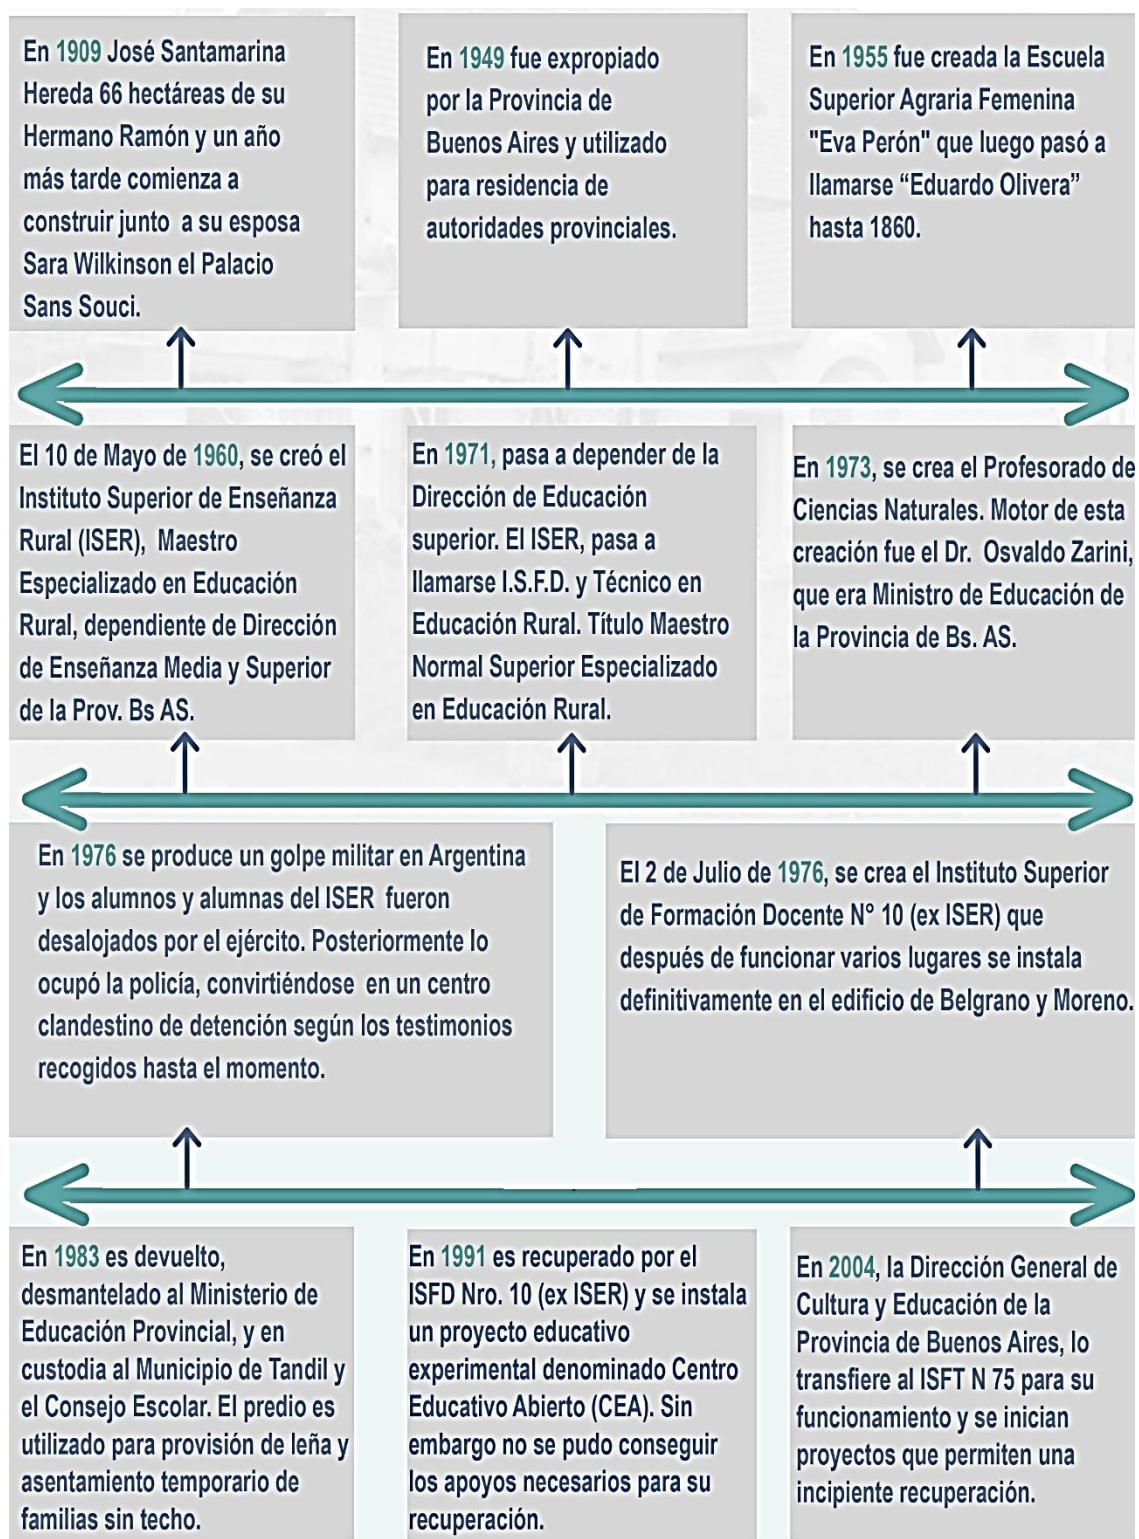 En 1909 José Santamarina
Hereda 66 hectáreas de su
Hermano Ramón y un año
más tarde comienza a
construir junto a su esposa
Sara Wilkinson el Palacio
Sans Souci.
En 1949 fue expropiado
por la Provincia de
Buenos Aires y utilizado
para residencia de
autoridades provinciales.
En 1955 fue creada la Escuela
Superior Agraria Femenina
"Eva Perón" que luego pasó a
llamarse “Eduardo Olivera”
hasta 1860.
El 10 de Mayo de 1960, se creó el
Instituto Superior de Enseñanza
Rural (ISER), Maestro
Especializado en Educación
Rural, dependiente de Dirección
de Enseñanza Media y Superior
de la Prov. Bs AS.
En 1971, pasa a depender de la
Dirección de Educación
superior. El ISER, pasa a
llamarse I.S.F.D. y Técnico en
Educación Rural. Título Maestro
Normal Superior Especializado
en Educación Rural.
En 1973, se crea el Profesorado de
Ciencias Naturales. Motor de esta
creación fue el Dr. Osvaldo Zarini,
que era Ministro de Educación de
la Provincia de Bs. AS.
En 1976 se produce un golpe militar en Argentina
y los alumnos y alumnas del ISER fueron
desalojados por el ejército. Posteriormente lo
ocupó la policía, convirtiéndose en un centro
clandestino de detención según los testimonios
recogidos hasta el momento.
El 2 de Julio de 1976, se crea el Instituto Superior
de Formación Docente N° 10 (ex ISER) que
después de funcionar varios lugares se instala
definitivamente en el edificio de Belgrano y Moreno.
En 1983 es devuelto,
desmantelado al Ministerio de
Educación Provincial, y en
custodia al Municipio de Tandil y
el Consejo Escolar. El predio es
utilizado para provisión de leña y
asentamiento temporario de
familias sin techo.
En 1991 es recuperado por el
ISFD Nro. 10 (ex ISER) y se instala
un proyecto educativo
experimental denominado Centro
Educativo Abierto (CEA). Sin
embargo no se pudo conseguir
los apoyos necesarios para su
recuperación.
En 2004, la Dirección General de
Cultura y Educación de la
Provincia de Buenos Aires, lo
transfiere al ISFT N 75 para su
funcionamiento y se inician
proyectos que permiten una
incipiente recuperación.